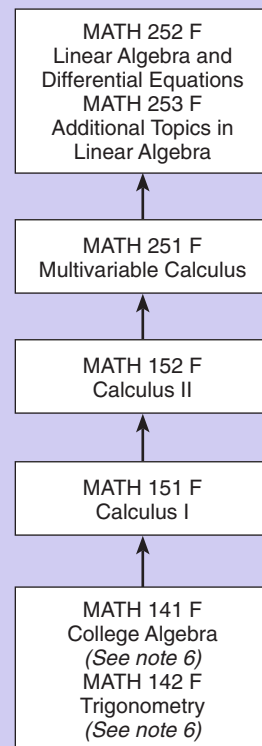 MATH 252 F
Linear Algebra and
Differential Equations
MATH 253 F
Additional Topics in
Linear Algebra
MATH 251 F
Multivariable Calculus
MATH 152 F
Calculus II
MATH 151 F
Calculus I
MATH 141 F
College Algebra
(See note 6)
MATH 142 F
Trigonometry
(See note 6)